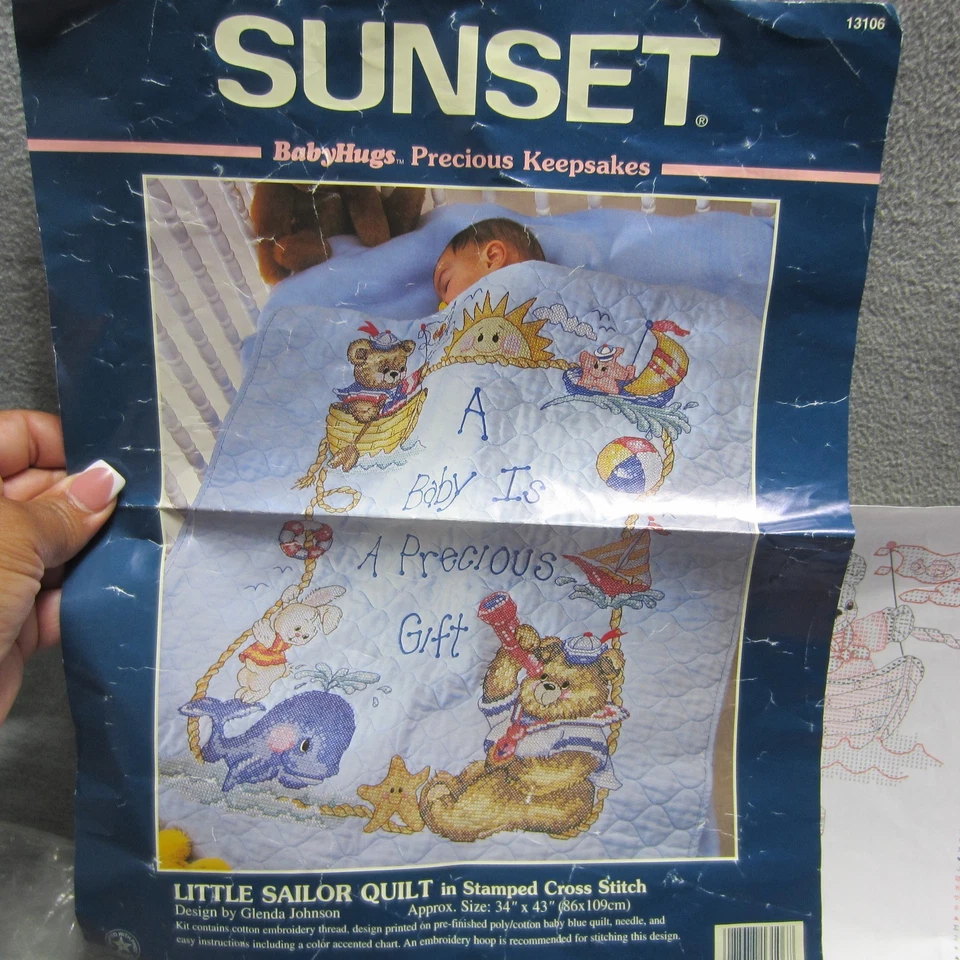 13106
SUNSET®
BabyHugs™ Precious Keepsakes
A
Baby Is
A Precious
Gift
LITTLE SAILOR QUILT in Stamped Cross Stitch
Design by Glenda Johnson Approx. Size: 34" x 43" (86x109cm)
Kit contains cotton embroidery thread, design printed on pre-finished poly/cotton baby blue quilt, needle, and
easy instructions including a color accented chart. An embroidery hoop is recommended for stitching this design.